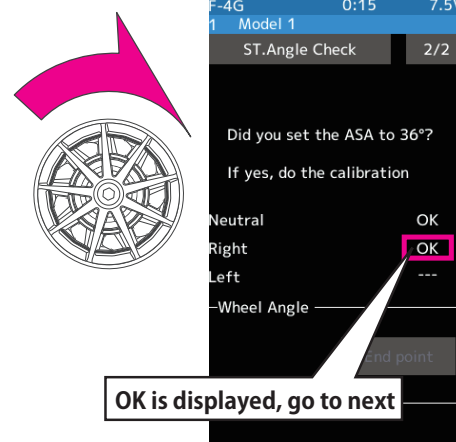 F-4G 0:15 7.5V
1 Model 1
ST.Angle Check 2/2
Did you set the ASA to 36°?
If yes, do the calibration
Neutral OK
Right OK
Left ---
Wheel Angle
End point
OK is displayed, go to next